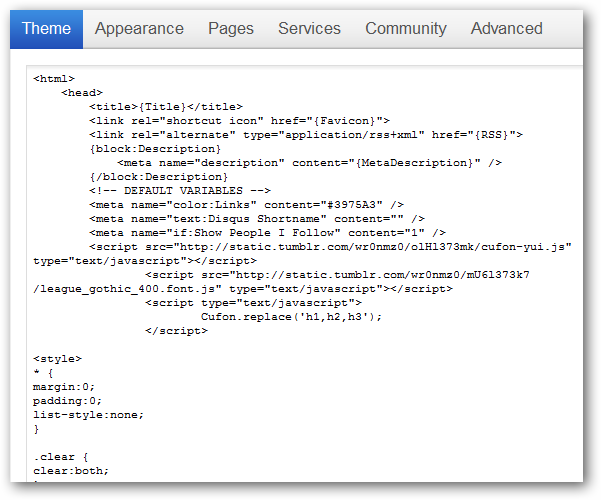 Theme Appearance Pages Services Community Advanced
<html>
<head>
<title>{Title}</title>
<link rel="shortcut icon" href="{Favicon}">
<link rel="alternate" type="application/rss+xml" href="{RSS}">
{block:Description}
<meta name="description" content="{MetaDescription}" />
{/block:Description}
<!-- DEFAULT VARIABLES -->
<meta name="color:Links" content="#3975A3" />
<meta name="text:Disqus Shortname" content="" />
<meta name="if:Show People I Follow" content="1" />
<script src="http://static.tumblr.com/wr0nmz0/olHl373mk/cufon-yui.js"
type="text/javascript"></script>
<script src="http://static.tumblr.com/wr0nmz0/mU6l373k7
/league_gothic_400.font.js" type="text/javascript"></script>
<script type="text/javascript">
Cufon.replace('h1,h2,h3');
</script>
<style>
* {
margin:0;
padding:0;
list-style:none;
}
.clear {
clear:both;